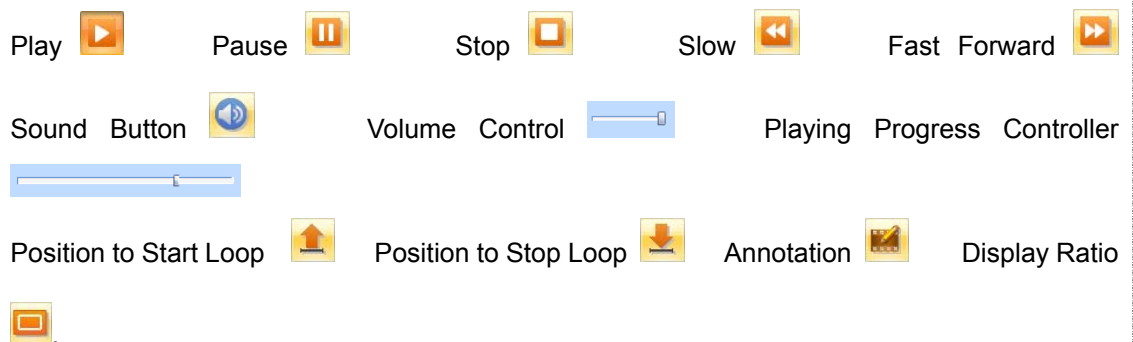 Play Pause Stop Slow Fast Forward
Sound Button Volume Control Playing Progress Controller
Position to Start Loop Position to Stop Loop Annotation Display Ratio
.